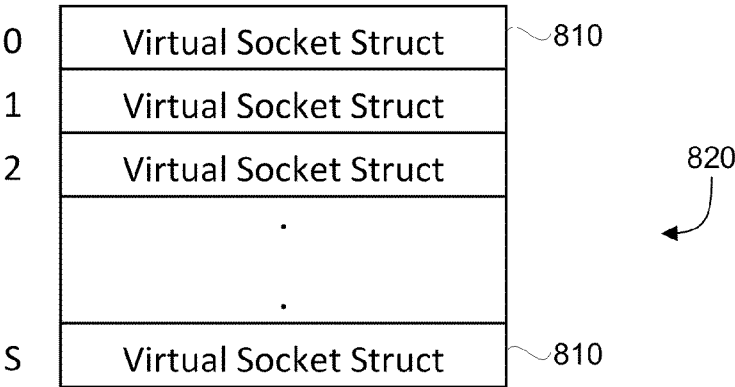 0 Virtual Socket Struct 810
1 Virtual Socket Struct
2 Virtual Socket Struct
820
.
.
S Virtual Socket Struct 810